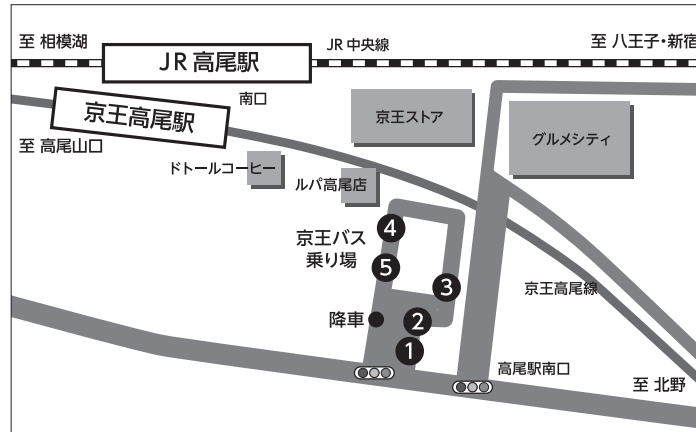 至 相模湖
JR高尾駅
JR中央線
至 八王子・新宿
南口
京王高尾駅
至 高尾山口
京王ストア
グルメシティ
ドトールコーヒー
ルパ高尾店
京王バス
乗り場
4
5
3
降車
2
1
京王高尾線
高尾駅南口
至 北野